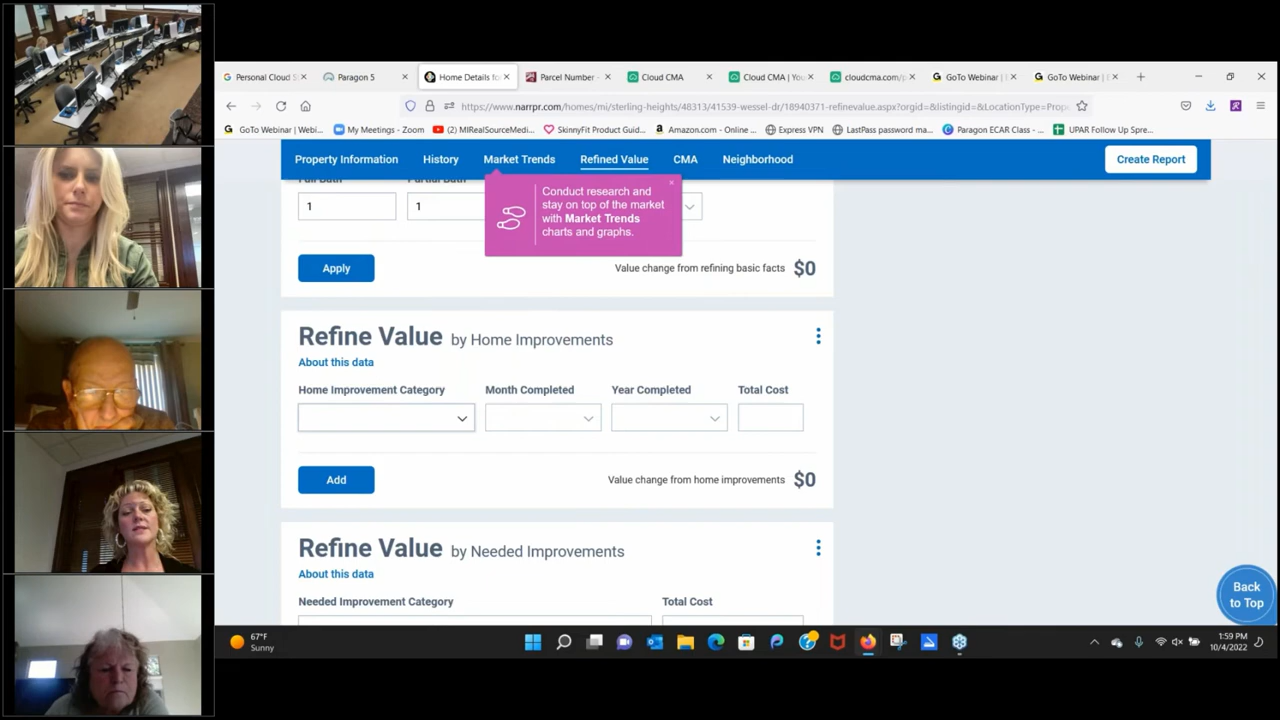 Personal Cloud S
Paragon 5
Home Details fo
Parcel Number -
Cloud CMA
Cloud CMA | You
cloudcma.com/p
GoTo Webinar |
GoTo Webinar |
https://www.narrpr.com/homes/mi/sterling-heights/48313/41539-wessel-dr/18940371-refinevalue.aspx?orgid=&listingid=&LocationType=Prop
GoTo Webinar | Webi...
My Meetings - Zoom
(2) MIRealSourceMedi...
SkinnyFit Product Guid...
Amazon.com - Online ...
Express VPN
LastPass password ma...
Paragon ECAR Class - ...
UPAR Follow Up Spre...
Property Information
History
Market Trends
Refined Value
CMA
Neighborhood
Create Report
Full Bath
Partial Bath
1
1
Conduct research and
stay on top of the market
with Market Trends
charts and graphs.
Apply
Value change from refining basic facts $0
Refine Value by Home Improvements
About this data
Home Improvement Category
Month Completed
Year Completed
Total Cost
Add
Value change from home improvements $0
Refine Value by Needed Improvements
About this data
Needed Improvement Category
Total Cost
Back
to Top
67°F
Sunny
1:59 PM
10/4/2022